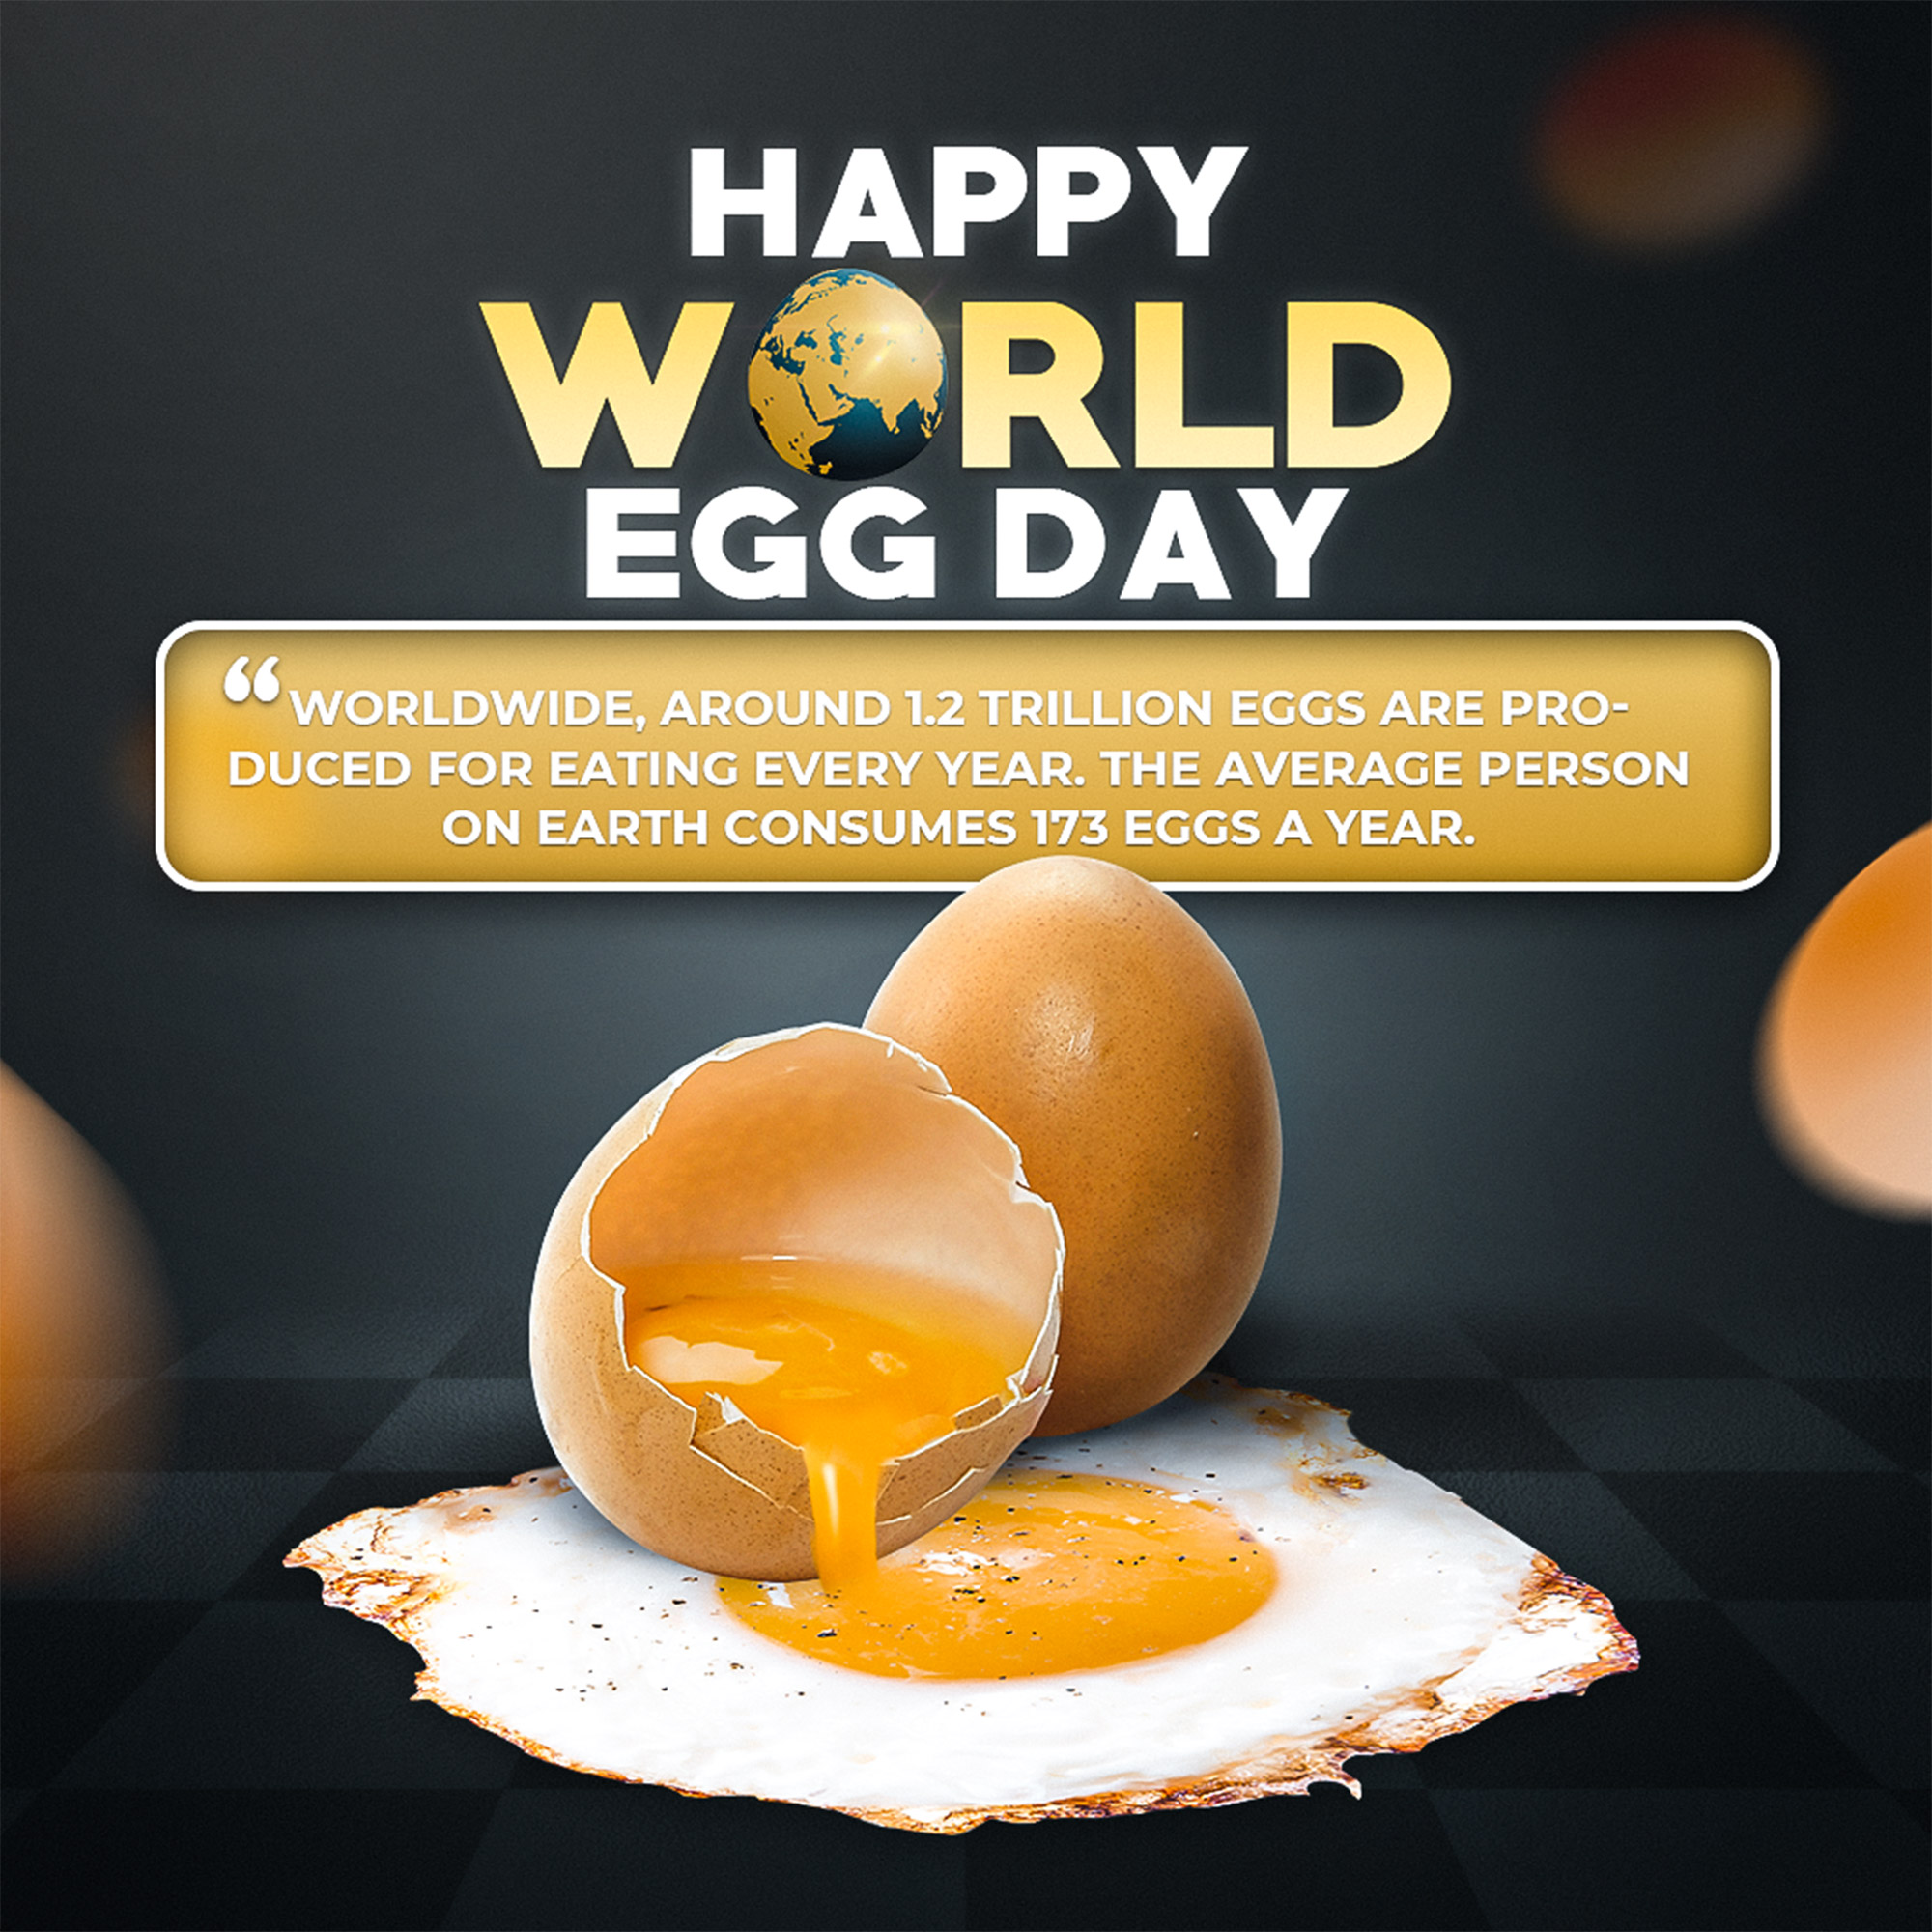 HAPPY
WORLD
EGG DAY
“WORLDWIDE, AROUND 1.2 TRILLION EGGS ARE PRO-
DUCED FOR EATING EVERY YEAR. THE AVERAGE PERSON
ON EARTH CONSUMES 173 EGGS A YEAR.